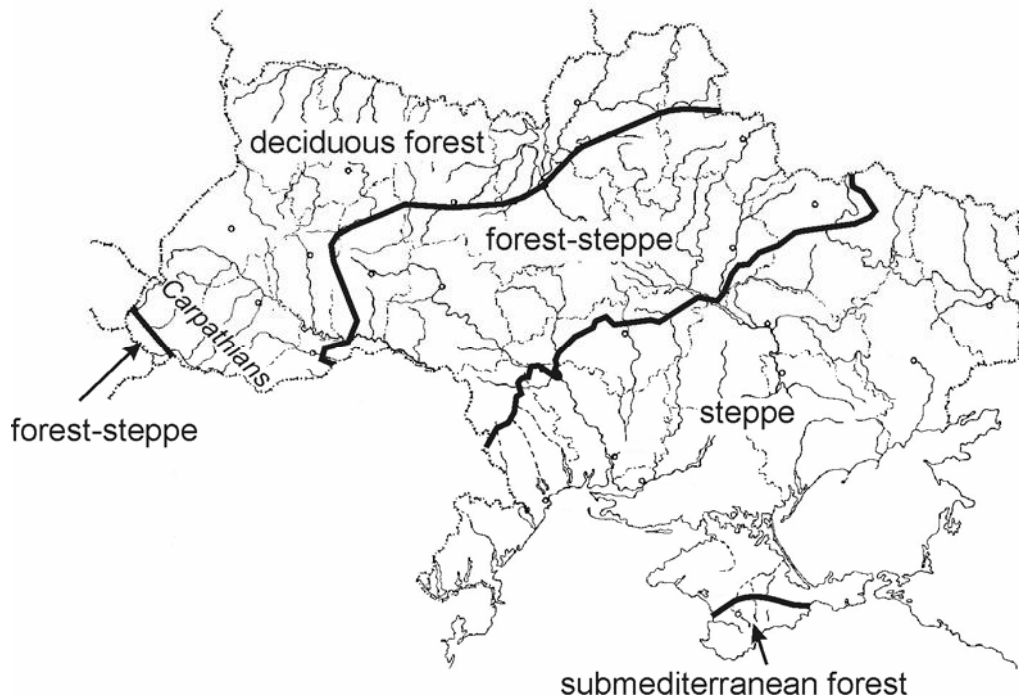 deciduous forest
forest-steppe
Carpathians
forest-steppe
steppe
submediterranean forest